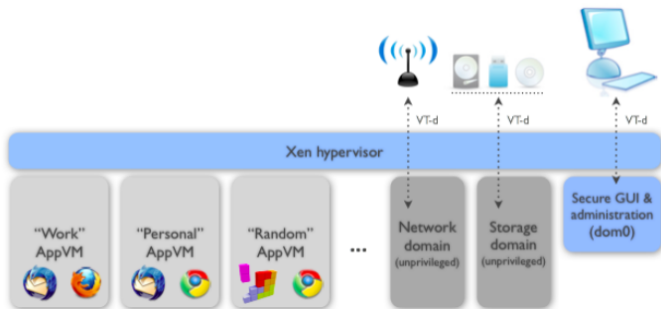 VT-d
VT-d
VT-d
Xen hypervisor
“Work”
AppVM
“Personal”
AppVM
“Random”
AppVM
...
Network
domain
(unprivileged)
Storage
domain
(unprivileged)
Secure GUI &
administration
(dom0)